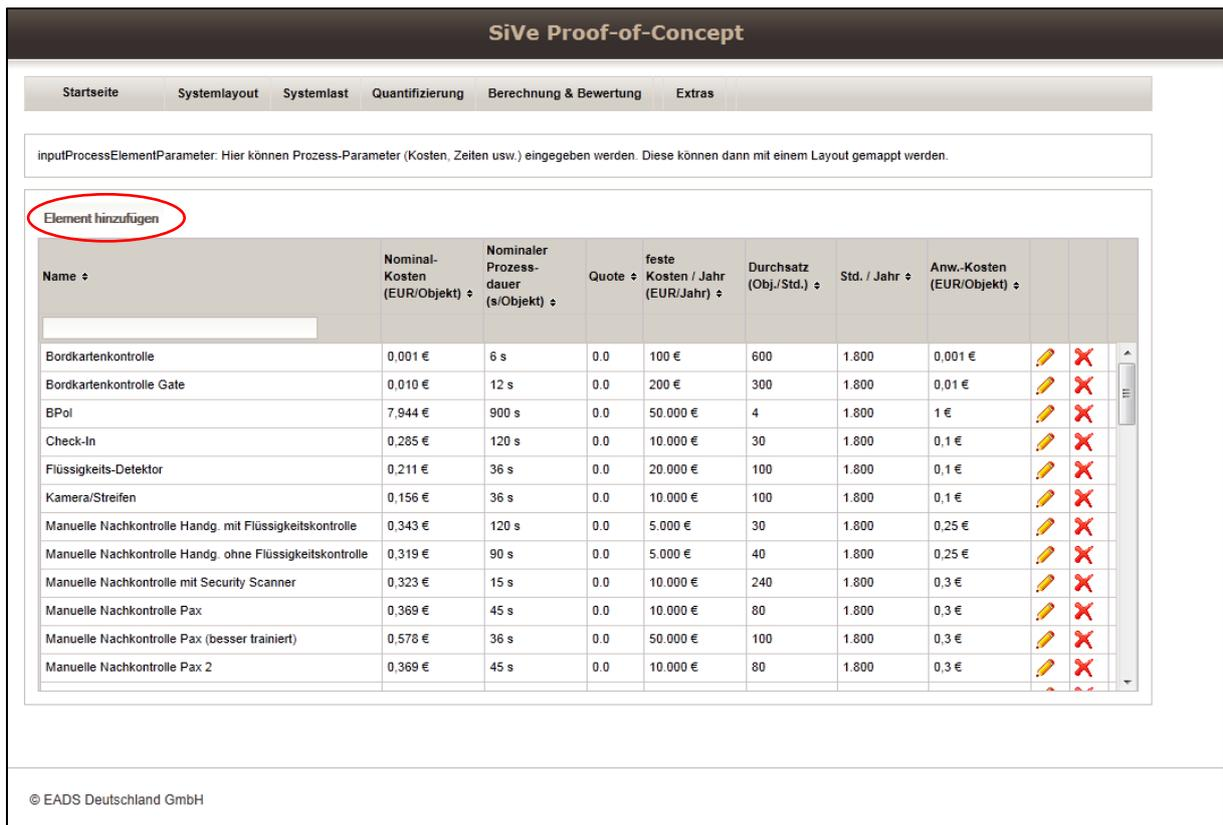 SiVe Proof-of-Concept
Startseite Systemlayout Systemlast Quantifizierung Berechnung & Bewertung Extras
inputProcessElementParameter: Hier können Prozess-Parameter (Kosten, Zeiten usw.) eingegeben werden. Diese können dann mit einem Layout gemappt werden.
Element hinzufügen
Name Nominal-Kosten (EUR/Objekt) Nominaler Prozess-dauer (s/Objekt) Quote feste Kosten / Jahr (EUR/Jahr) Durchsatz (Obj./Std.) Std. / Jahr Anw.-Kosten (EUR/Objekt)
Bordkartenkontrolle 0,001 € 6 s 0.0 100 € 600 1.800 0,001 €
Bordkartenkontrolle Gate 0,010 € 12 s 0.0 200 € 300 1.800 0,01 €
BPol 7,944 € 900 s 0.0 50.000 € 4 1.800 1 €
Check-In 0,285 € 120 s 0.0 10.000 € 30 1.800 0,1 €
Flüssigkeits-Detektor 0,211 € 36 s 0.0 20.000 € 100 1.800 0,1 €
Kamera/Streifen 0,156 € 36 s 0.0 10.000 € 100 1.800 0,1 €
Manuelle Nachkontrolle Handg. mit Flüssigkeitskontrolle 0,343 € 120 s 0.0 5.000 € 30 1.800 0,25 €
Manuelle Nachkontrolle Handg. ohne Flüssigkeitskontrolle 0,319 € 90 s 0.0 5.000 € 40 1.800 0,25 €
Manuelle Nachkontrolle mit Security Scanner 0,323 € 15 s 0.0 10.000 € 240 1.800 0,3 €
Manuelle Nachkontrolle Pax 0,369 € 45 s 0.0 10.000 € 80 1.800 0,3 €
Manuelle Nachkontrolle Pax (besser trainiert) 0,578 € 36 s 0.0 50.000 € 100 1.800 0,3 €
Manuelle Nachkontrolle Pax 2 0,369 € 45 s 0.0 10.000 € 80 1.800 0,3 €
© EADS Deutschland GmbH